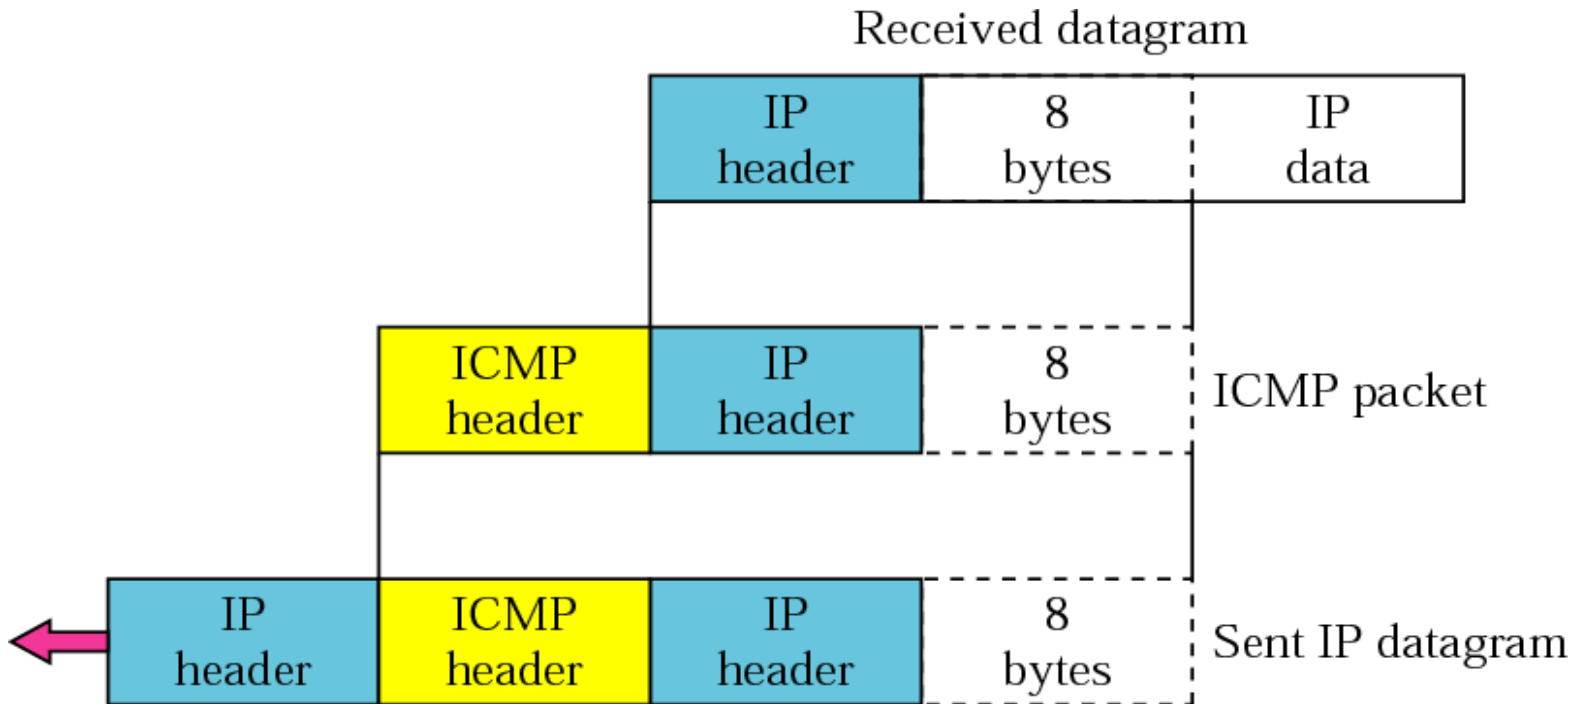 Received datagram
IP
header
8
bytes
IP
data
ICMP
header
IP
header
8
bytes
ICMP packet
IP
header
ICMP
header
IP
header
8
bytes
Sent IP datagram